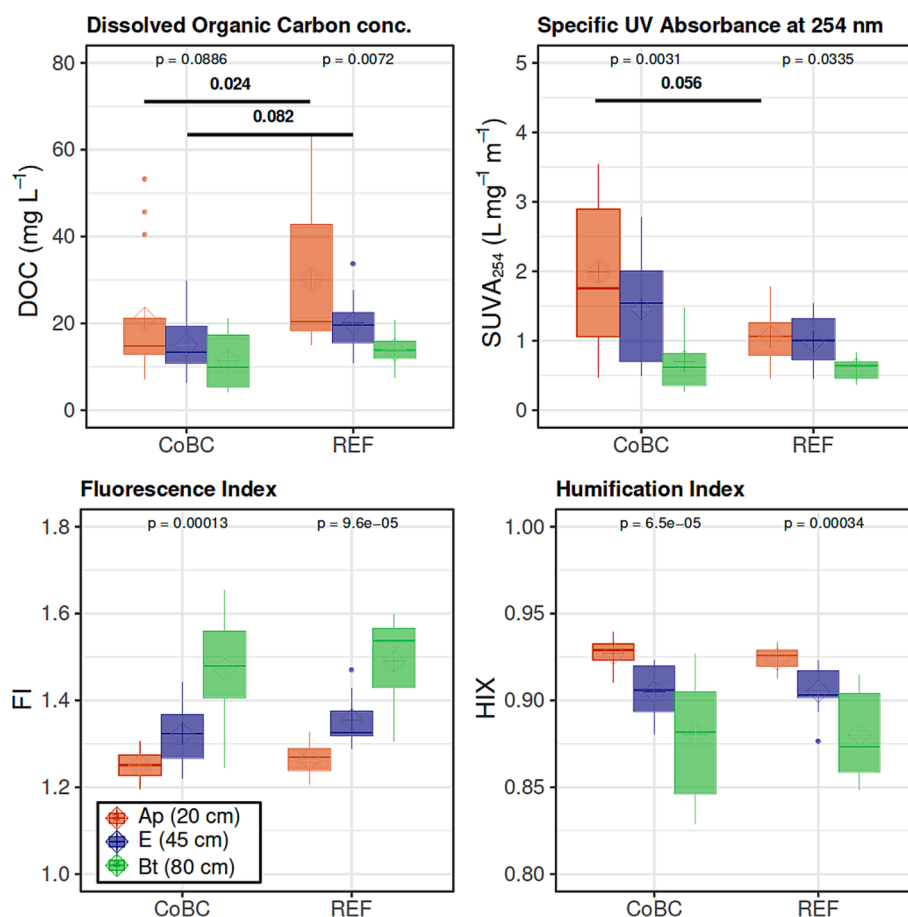 Dissolved Organic Carbon conc.
80
60
40
20
0
DOC (mg L⁻¹)
p = 0.0886
p = 0.0072
0.024
0.082
CoBC
REF
Specific UV Absorbance at 254 nm
5
4
3
2
1
0
SUVA₂₅₄ (L mg⁻¹ m⁻¹)
p = 0.0031
p = 0.0335
0.056
CoBC
REF
Fluorescence Index
1.8
1.6
1.4
1.2
1.0
FI
p = 0.00013
p = 9.6e−05
Ap (20 cm)
E (45 cm)
Bt (80 cm)
CoBC
REF
Humification Index
1.00
0.95
0.90
0.85
0.80
HIX
p = 6.5e−05
p = 0.00034
CoBC
REF